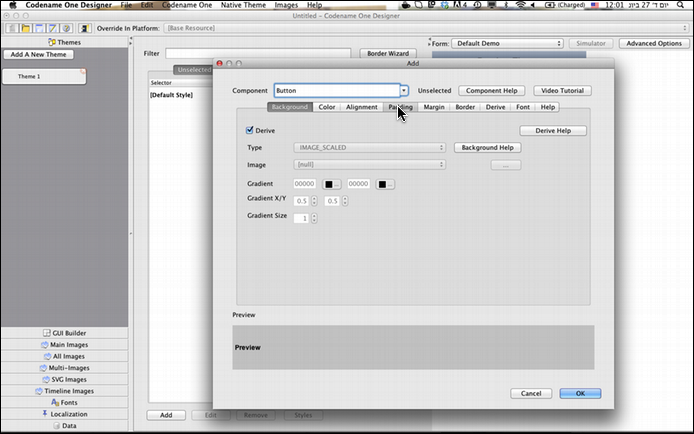 Codename One Designer File Edit Codename One Native Theme Images Help 4 (Charged) 12:01 יום ד' 27 ביונ
Untitled - Codename One Designer
Override In Platform: [Base Resource]
Themes
Add A New Theme
Theme 1
Filter
Border Wizard
Form: Default Demo Simulator Advanced Options
Unselected
Selector
[Default Style]
Add
Component Button Unselected Component Help Video Tutorial
Background Color Alignment Padding Margin Border Derive Font Help
Derive Derive Help
Type IMAGE_SCALED Background Help
Image [null] ...
Gradient 00000 ... 00000 ...
Gradient X/Y 0.5 0.5
Gradient Size 1
Preview
Preview
Cancel OK
GUI Builder
Main Images
All Images
Multi-Images
SVG Images
Timeline Images
Fonts
Localization
Data
Add Edit Remove Styles